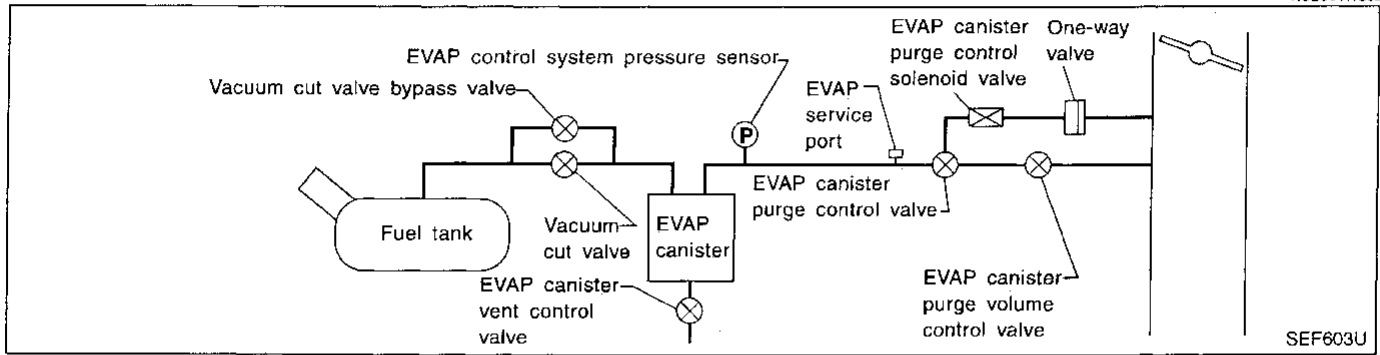 EVAP canister
purge control
solenoid valve
One-way
valve
EVAP control system pressure sensor
Vacuum cut valve bypass valve
EVAP
service
port
P
EVAP canister
purge control valve
Fuel tank
Vacuum
cut valve
EVAP
canister
EVAP canister
vent control
valve
EVAP canister
purge volume
control valve
SEF603U